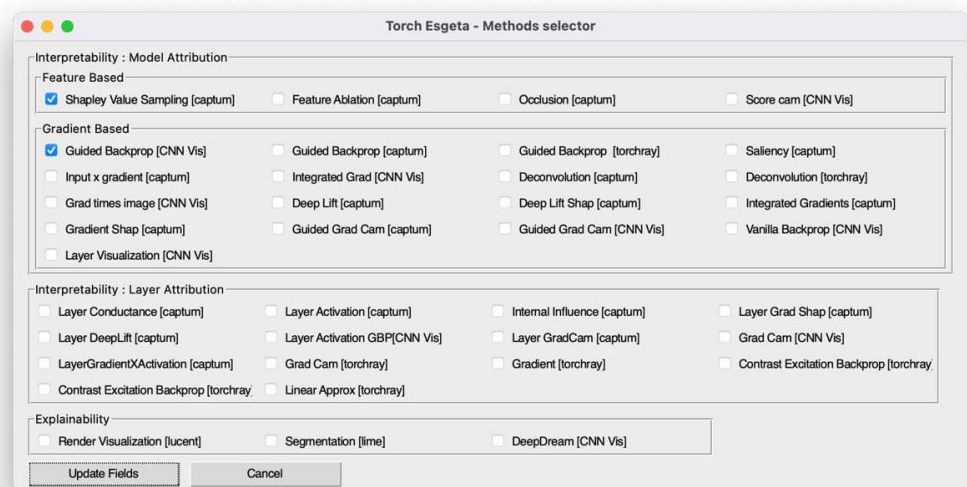 Torch Esgeta - Methods selector
Interpretability : Model Attribution
Feature Based
Shapley Value Sampling [captum] Feature Ablation [captum] Occlusion [captum] Score cam [CNN Vis]
Gradient Based
Guided Backprop [CNN Vis] Guided Backprop [captum] Guided Backprop [torchray] Saliency [captum]
Input x gradient [captum] Integrated Grad [CNN Vis] Deconvolution [captum] Deconvolution [torchray]
Grad times image [CNN Vis] Deep Lift [captum] Deep Lift Shap [captum] Integrated Gradients [captum]
Gradient Shap [captum] Guided Grad Cam [captum] Guided Grad Cam [CNN Vis] Vanilla Backprop [CNN Vis]
Layer Visualization [CNN Vis]
Interpretability : Layer Attribution
Layer Conductance [captum] Layer Activation [captum] Internal Influence [captum] Layer Grad Shap [captum]
Layer DeepLift [captum] Layer Activation GBP[CNN Vis] Layer GradCam [captum] Grad Cam [CNN Vis]
LayerGradientXActivation [captum] Grad Cam [torchray] Gradient [torchray] Contrast Excitation Backprop [torchray
Contrast Excitation Backprop [torchray Linear Approx [torchray]
Explainability
Render Visualization [lucent] Segmentation [lime] DeepDream [CNN Vis]
Update Fields Cancel